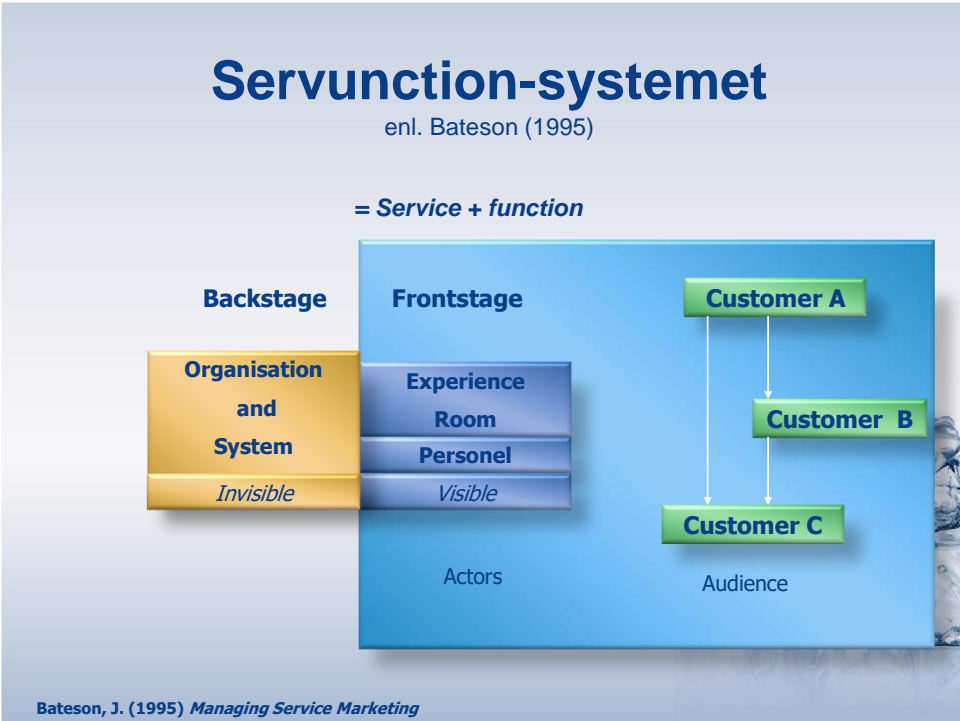 Servunction-systemet
enl. Bateson (1995)
= Service + function
Backstage
Frontstage
Organisation
and
System
Invisible
Experience
Room
Personel
Visible
Actors
Customer A
Customer B
Customer C
Audience
Bateson, J. (1995) Managing Service Marketing